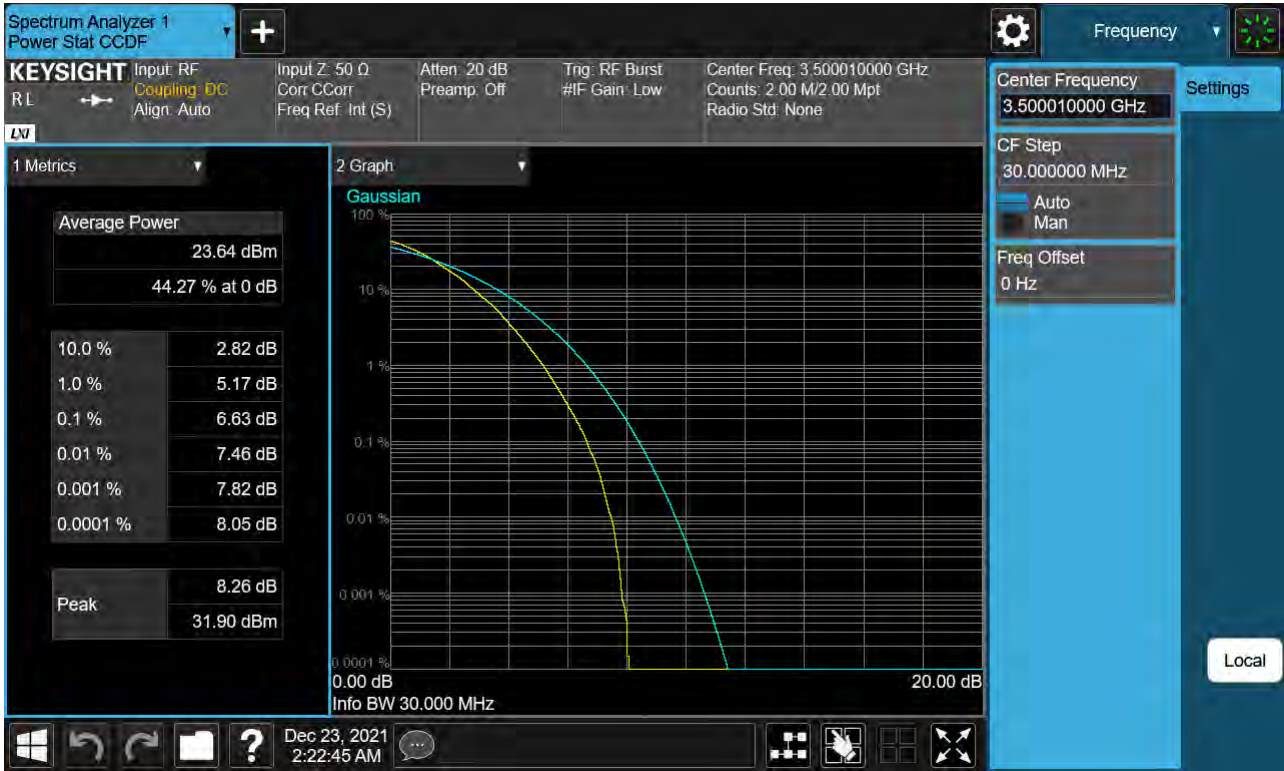 Spectrum Analyzer 1
Power Stat CCDF
+
Frequency
KEYSIGHT
R L
LXI
Input: RF
Coupling: DC
Align: Auto
Input Z: 50 Ω
Corr CCorr
Freq Ref: Int (S)
Atten: 20 dB
Preamp: Off
Trig: RF Burst
#IF Gain: Low
Center Freq: 3.500010000 GHz
Counts: 2.00 M/2.00 Mpt
Radio Std: None
Center Frequency
3.500010000 GHz
Settings
CF Step
30.000000 MHz
Auto
Man
Freq Offset
0 Hz
1 Metrics
Average Power
23.64 dBm
44.27 % at 0 dB
10.0 % 2.82 dB
1.0 % 5.17 dB
0.1 % 6.63 dB
0.01 % 7.46 dB
0.001 % 7.82 dB
0.0001 % 8.05 dB
Peak
8.26 dB
31.90 dBm
2 Graph
Gaussian
100 %
10 %
1 %
0.1 %
0.01 %
0.001 %
0.0001 %
0.00 dB 20.00 dB
Info BW 30.000 MHz
Local
?
Dec 23, 2021
2:22:45 AM